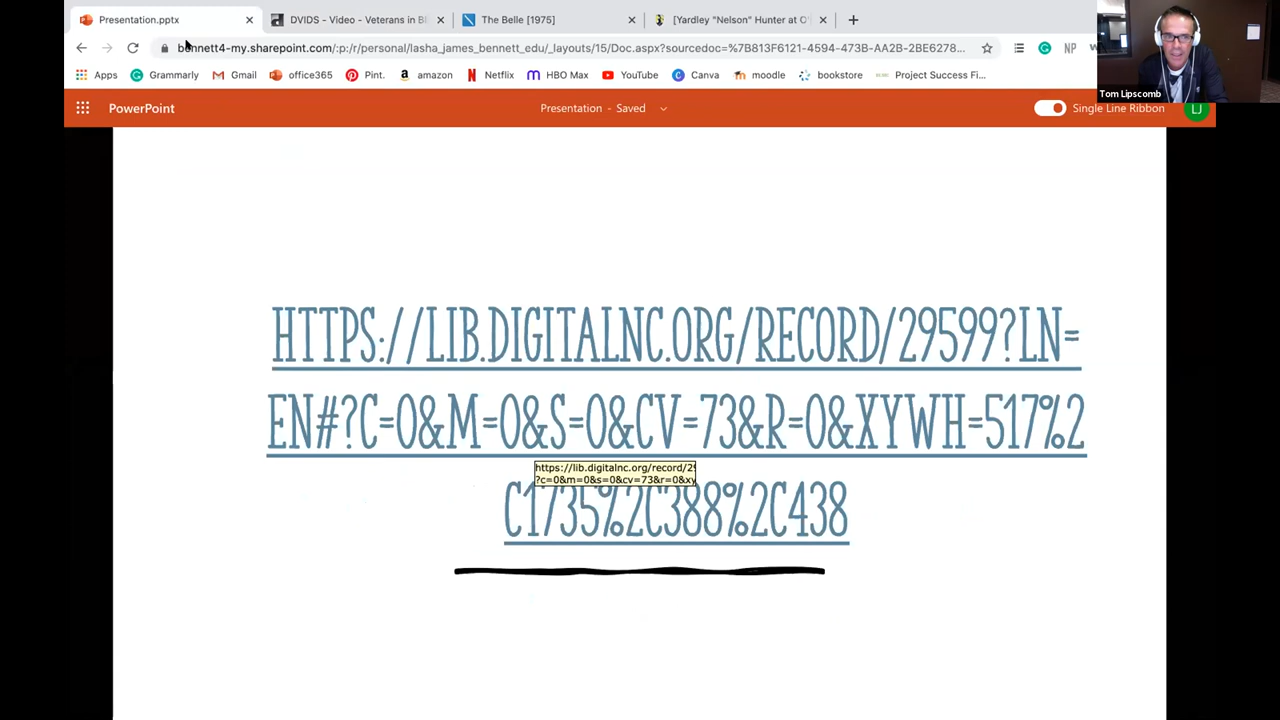 Presentation.pptx
DVIDS - Video - Veterans in Bl
The Belle [1975]
[Yardley "Nelson" Hunter at O'
bennett4-my.sharepoint.com/:p:/r/personal/lasha_james_bennett_edu/_layouts/15/Doc.aspx?sourcedoc=%7B813F6121-4594-473B-AA2B-2BE6278...
NP
Apps Grammarly Gmail office365 Pint. amazon Netflix HBO Max YouTube Canva moodle bookstore Project Success Fi...
Tom Lipscomb
PowerPoint
Presentation - Saved
Single Line Ribbon
LJ
HTTPS://LIB.DIGITALNC.ORG/RECORD/29599?LN=
EN#?C=0&M=0&S=0&CV=73&R=0&XYWH=517%2
https://lib.digitalnc.org/record/29
?c=0&m=0&s=0&cv=73&r=0&xy
C1735%2C388%2C438